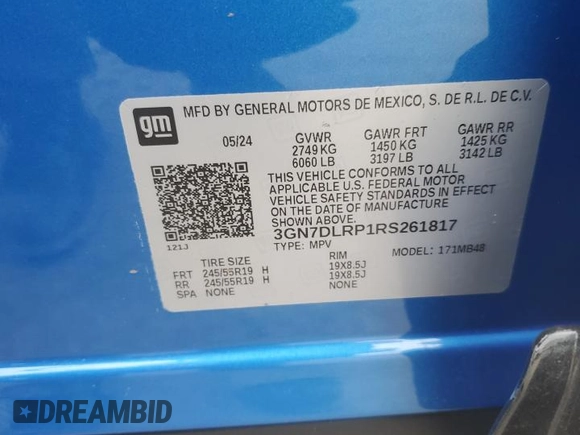 gm
MFD BY GENERAL MOTORS DE MEXICO, S. DE R.L. DE C.V.
05/24 GVWR GAWR FRT GAWR RR
2749 KG 1450 KG 1425 KG
6060 LB 3197 LB 3142 LB
THIS VEHICLE CONFORMS TO ALL
APPLICABLE U.S. FEDERAL MOTOR
VEHICLE SAFETY STANDARDS IN EFFECT
ON THE DATE OF MANUFACTURE
SHOWN ABOVE.
121J 3GN7DLRP1RS261817
TYPE: MPV MODEL: 171MB48
TIRE SIZE RIM
FRT 245/55R19 H 19X8.5J
RR 245/55R19 H 19X8.5J
SPA NONE NONE
DREAMBID